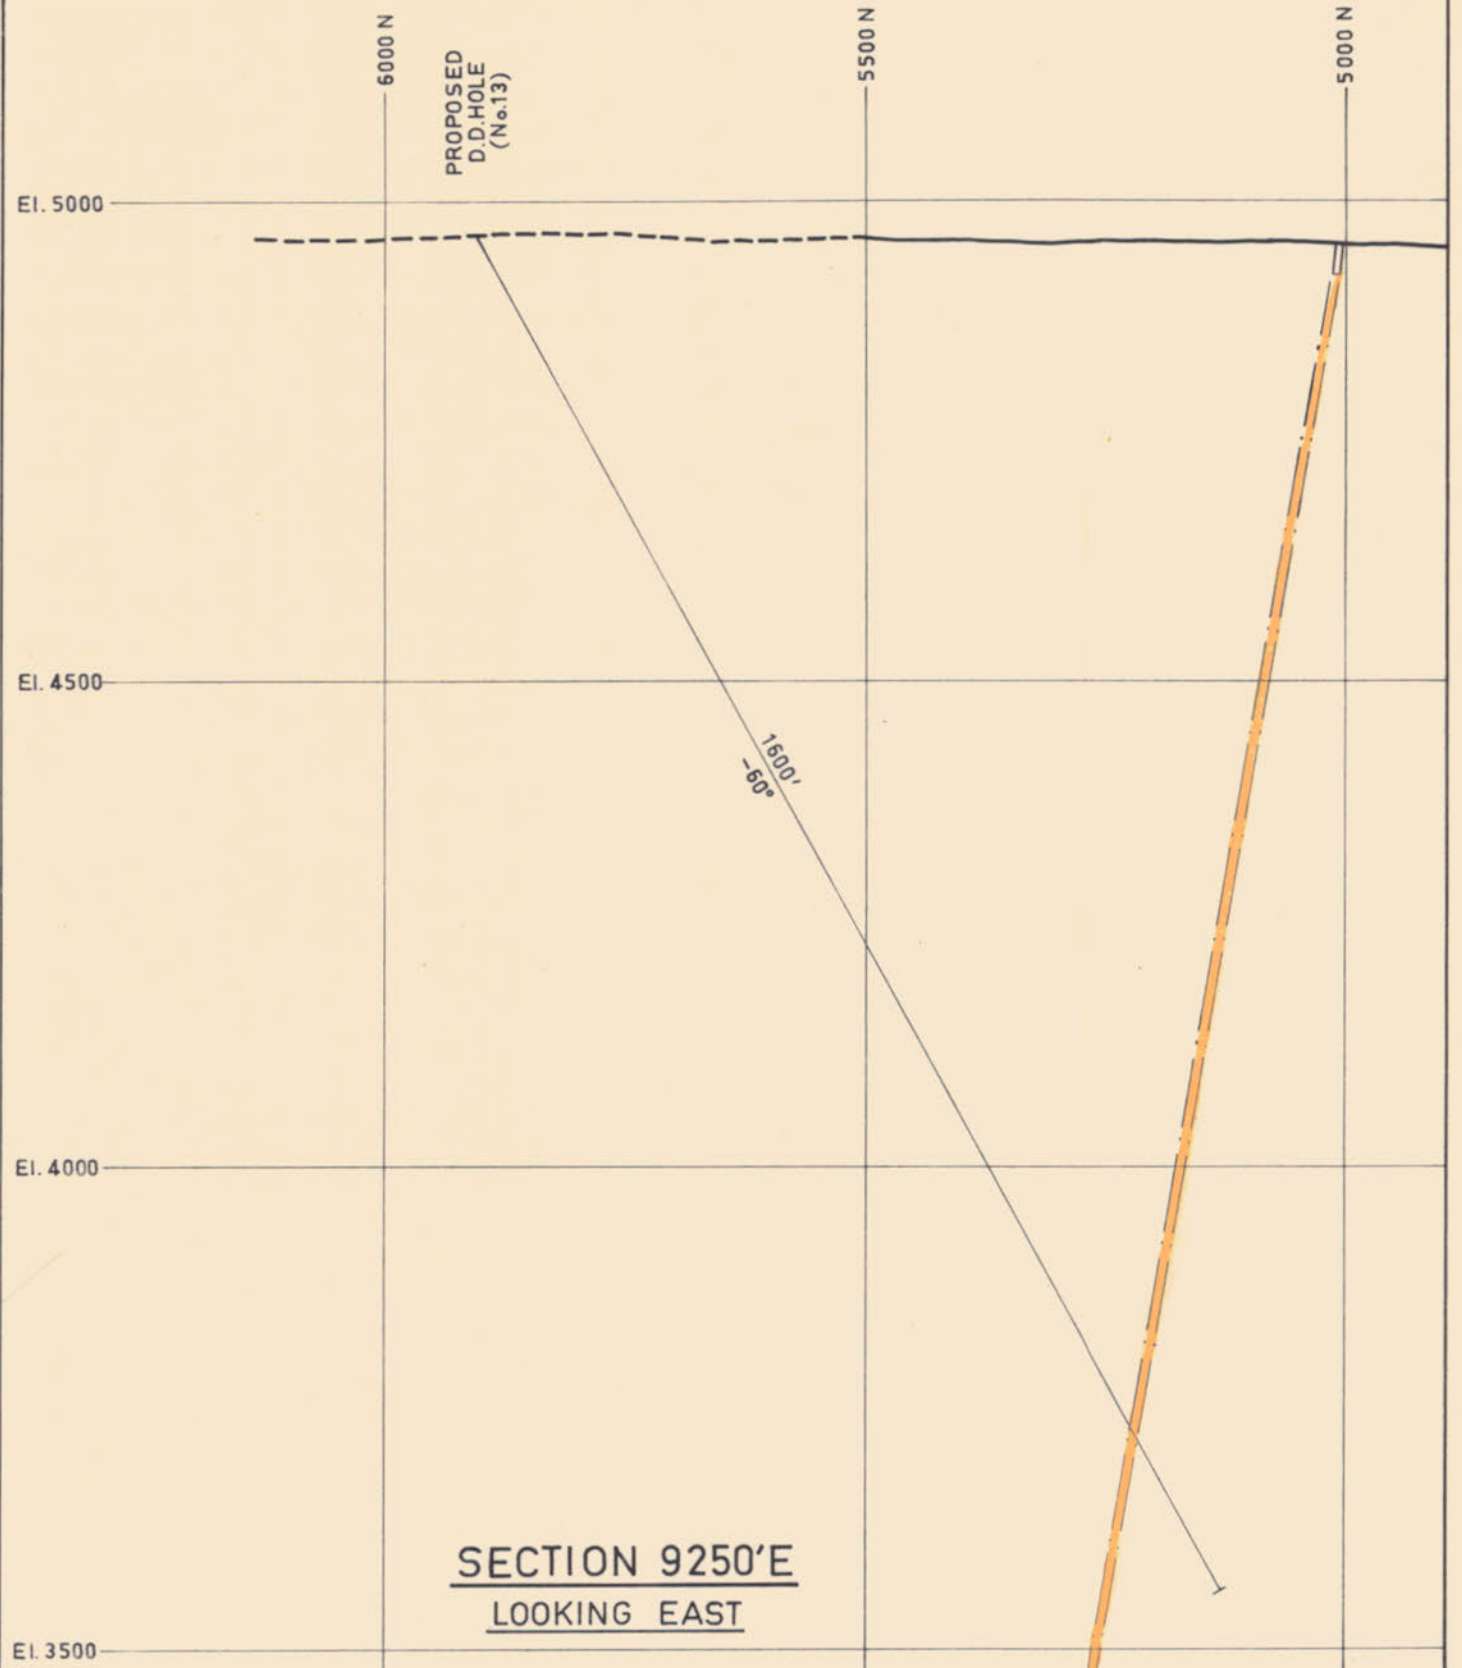 6000 N
PROPOSED
D.D.HOLE
(No.13)
5500 N
5000 N
El. 5000
El. 4500
1600'
-60°
El. 4000
SECTION 9250'E
LOOKING EAST
El. 3500